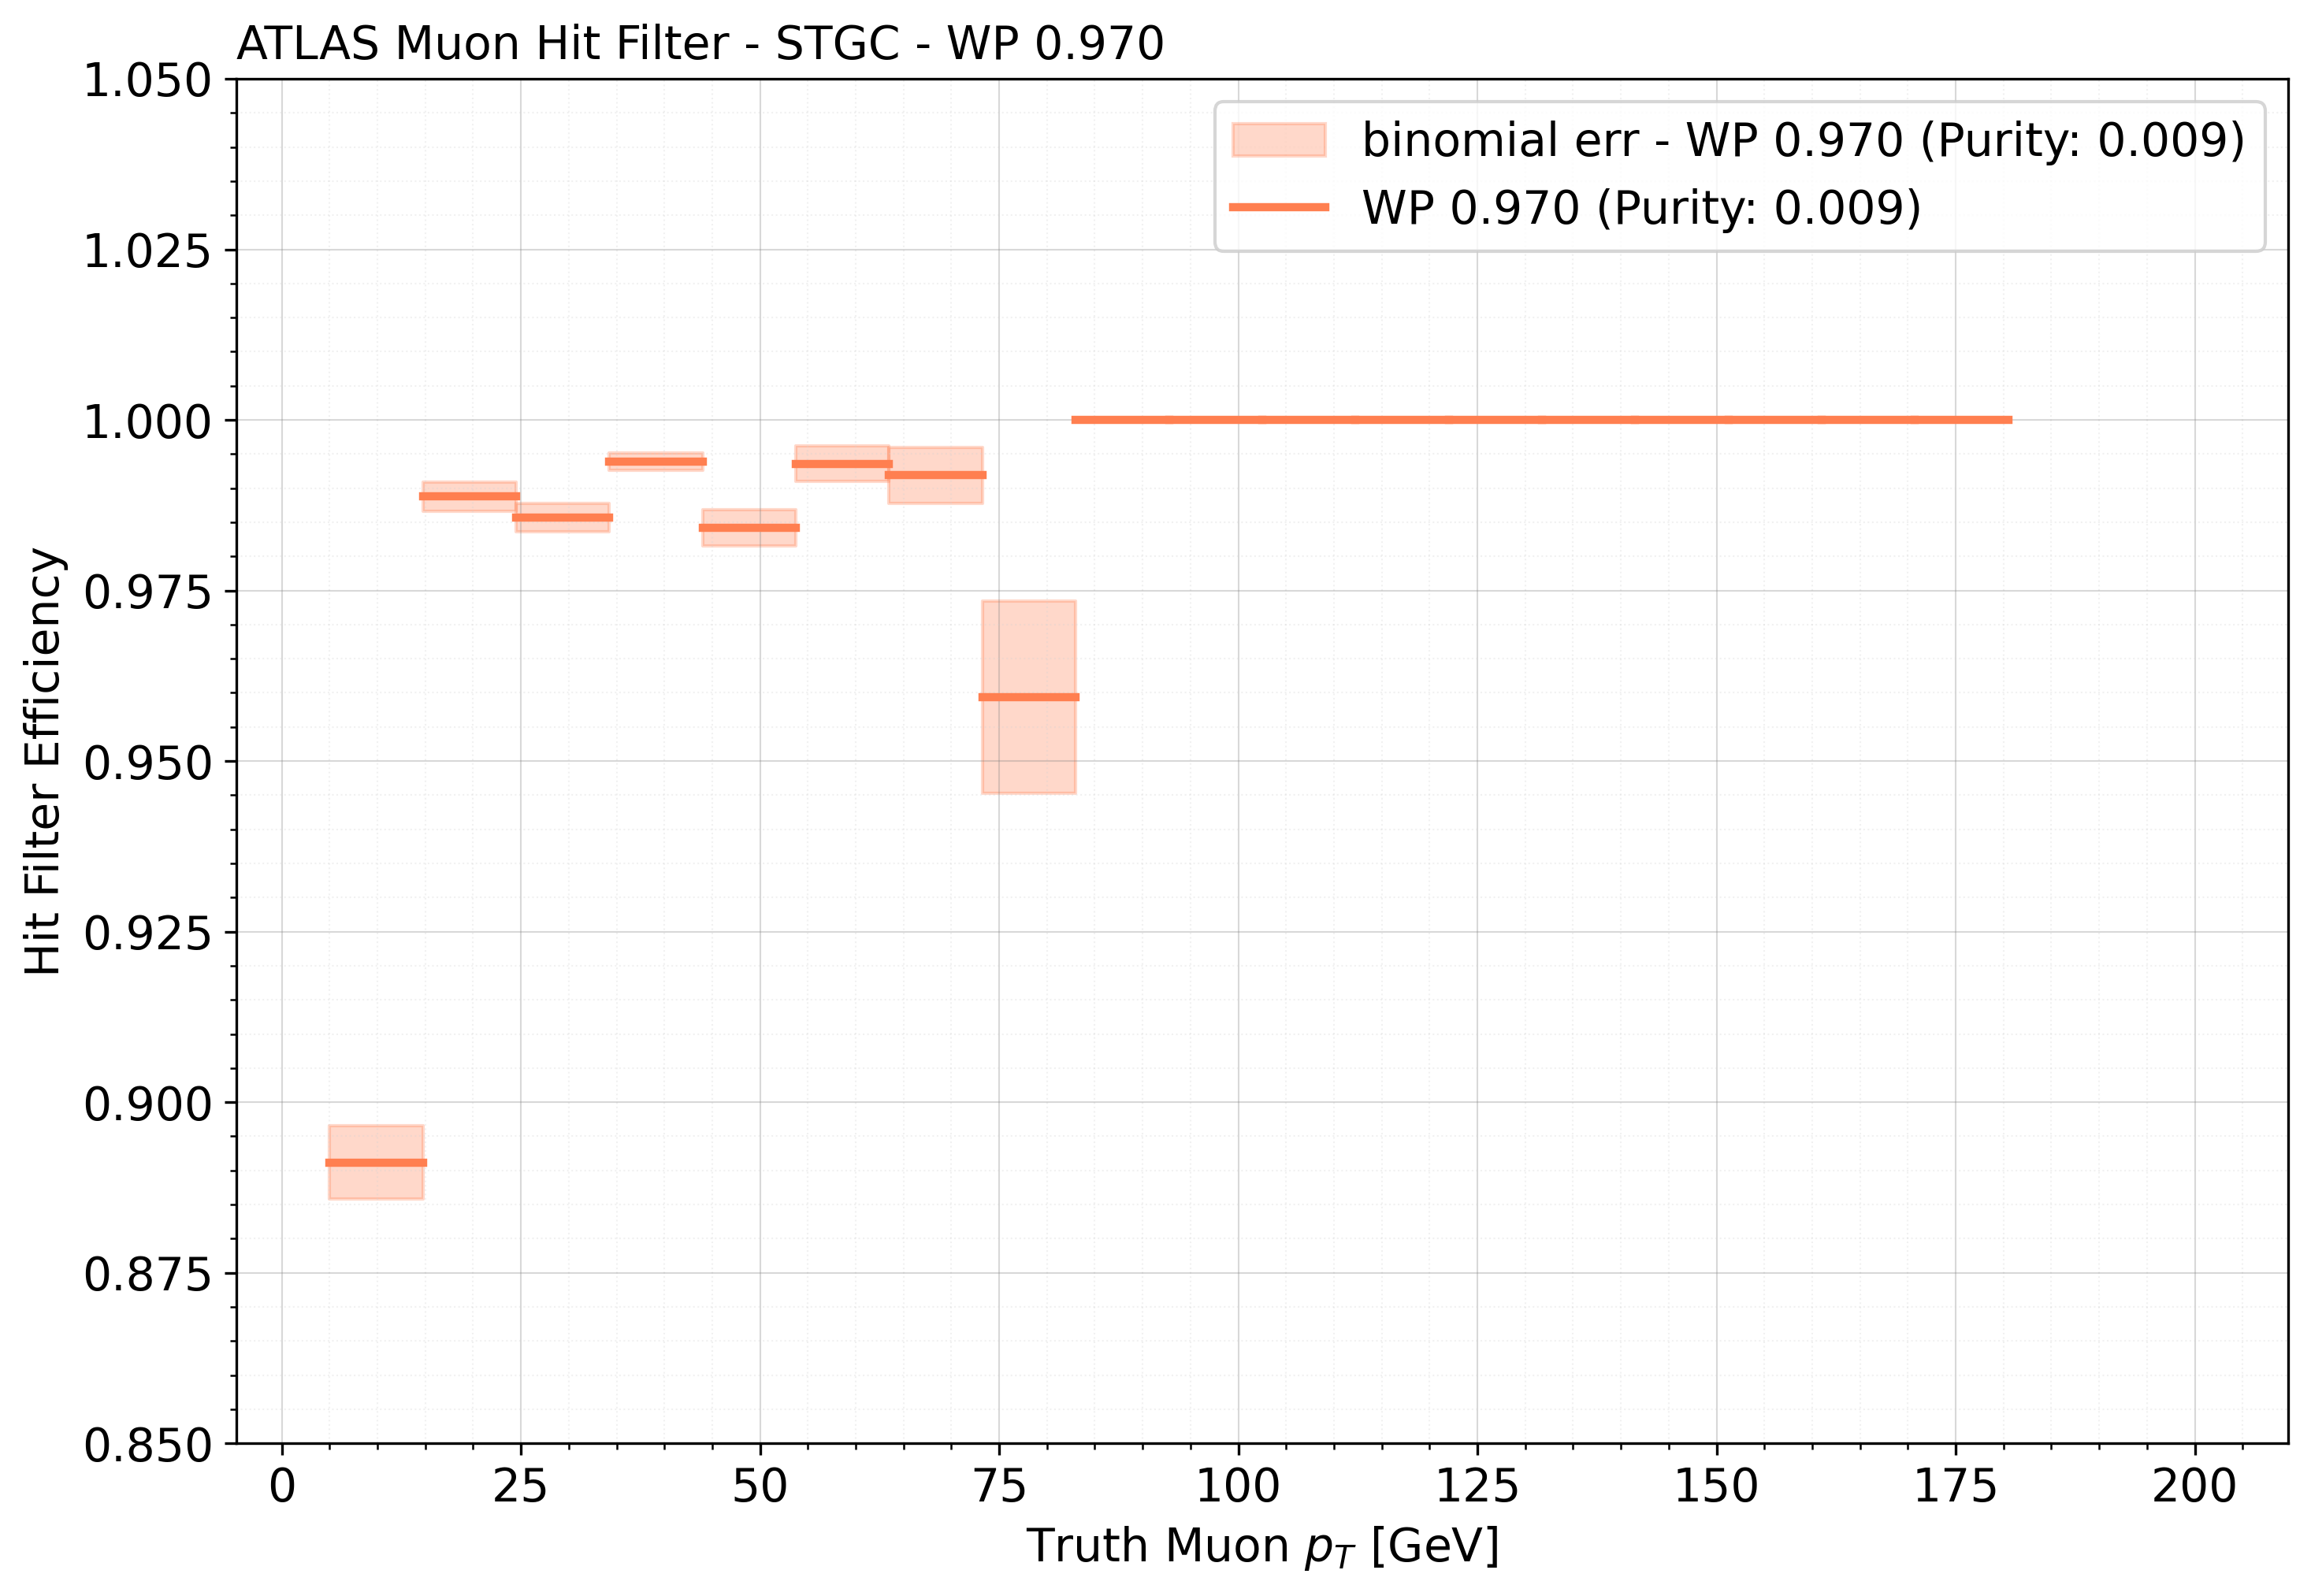 ATLAS Muon Hit Filter - STGC - WP 0.970
1.050
1.025
1.000
0.975
0.950
0.925
0.900
0.875
0.850
Hit Filter Efficiency
binomial err - WP 0.970 (Purity: 0.009)
WP 0.970 (Purity: 0.009)
0 25 50 75 100 125 150 175 200
Truth Muon p_T [GeV]